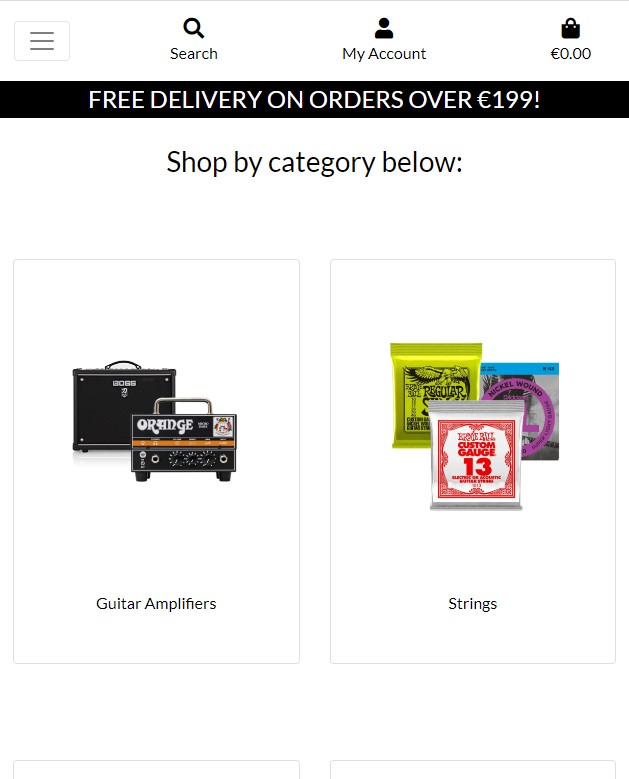 Search
My Account
€0.00
FREE DELIVERY ON ORDERS OVER €199!
Shop by category below:
BOSS
ORANGE
REGULAR
NICKEL WOUND
ERNIE BALL
CUSTOM
GAUGE
13
ELECTRIC OR ACOUSTIC
GUITAR STRINGS
1013
Guitar Amplifiers
Strings